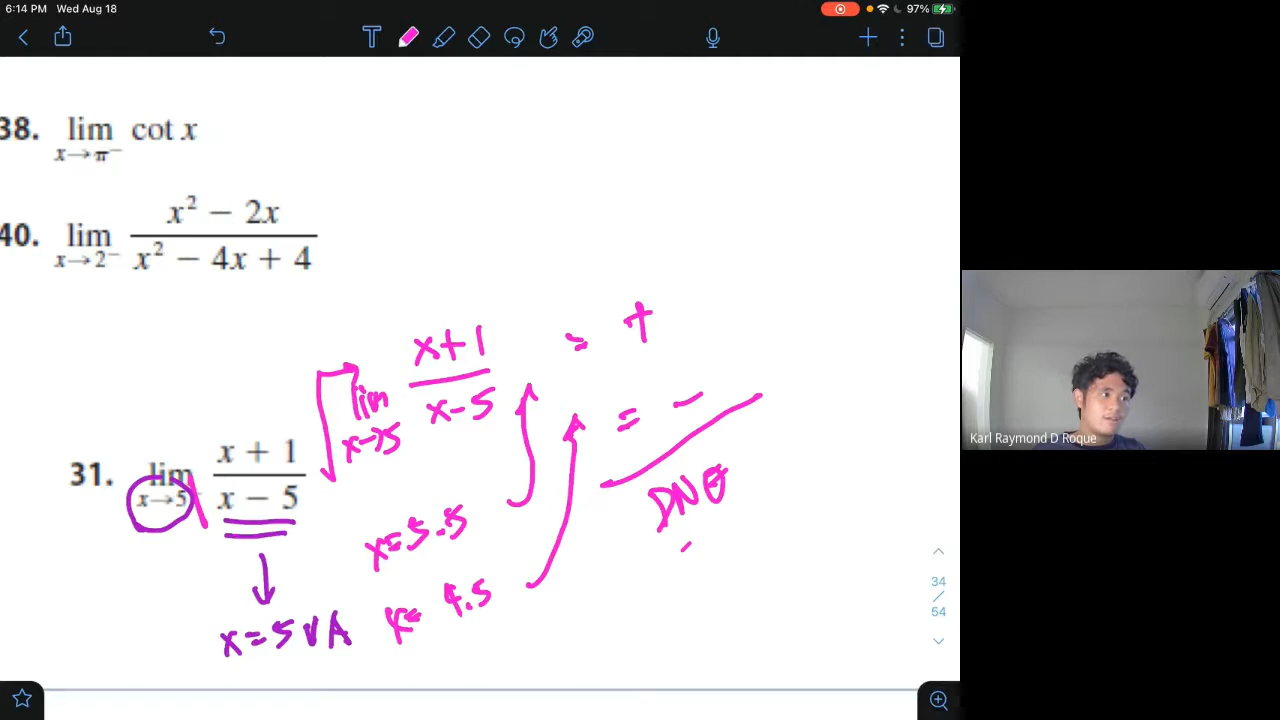 6:14 PM Wed Aug 18
97%
T
38. lim x→π⁻ cot x
40. lim x→2⁻ x² − 2x / x² − 4x + 4
lim x→5 x+1 / x-5 = +
= -
DNE
31. lim x→5⁻ x + 1 / x − 5
x=5.5
x= 4.5
x=5 VA
34 / 54
Karl Raymond D Roque